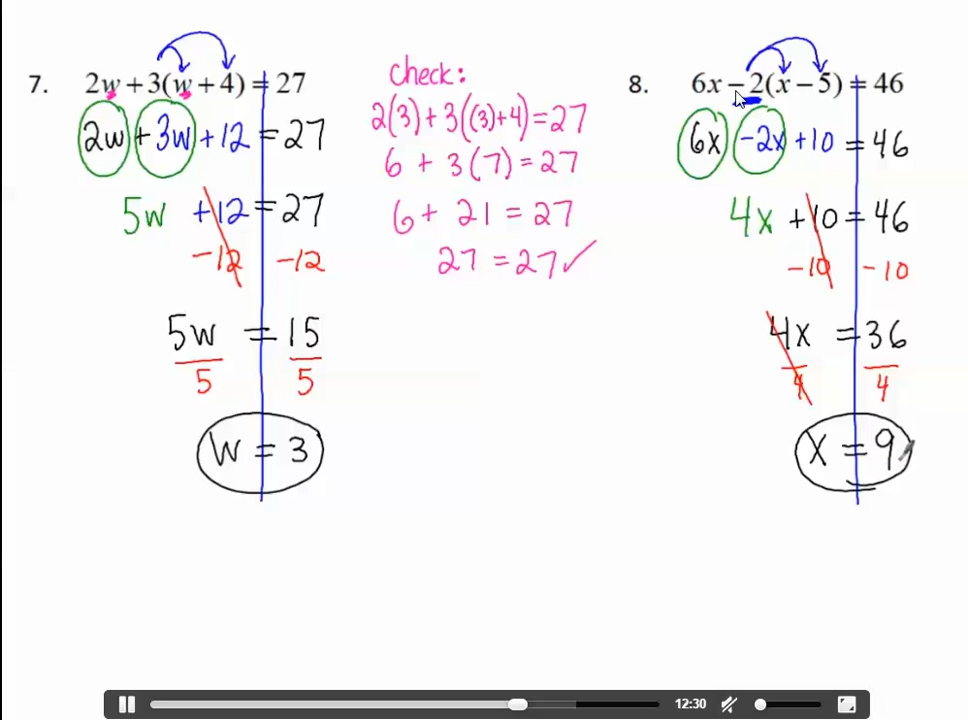 7. 2w + 3(w + 4) = 27
2w + 3w + 12 = 27
5w + 12 = 27
-12 -12
5w = 15
5 5
w = 3
check:
2(3) + 3((3)+4) = 27
6 + 3(7) = 27
6 + 21 = 27
27 = 27 ✓
8. 6x - 2(x - 5) = 46
6x - 2x + 10 = 46
4x + 10 = 46
-10 -10
4x = 36
4 4
x = 9
12:30